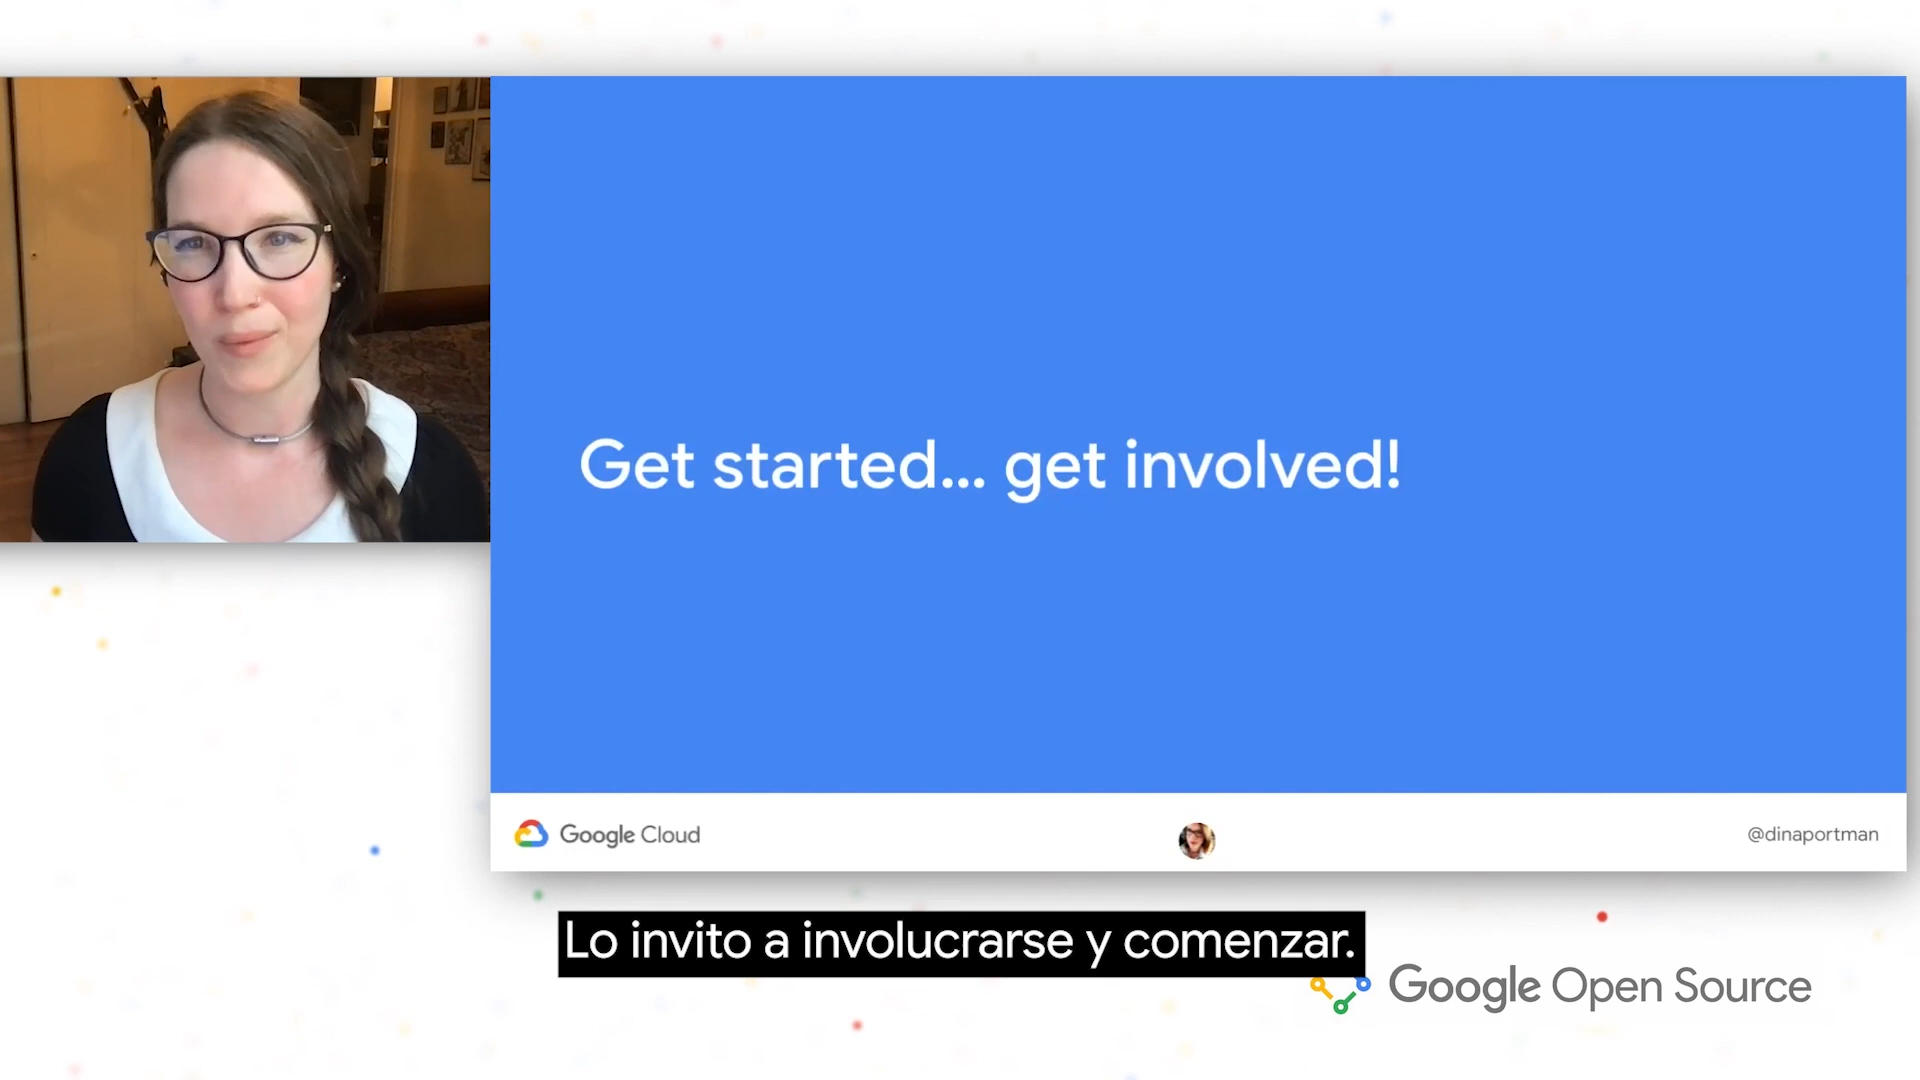 Get started... get involved!
Google Cloud
@dinaportman
Lo invito a involucrarse y comenzar.
Google Open Source